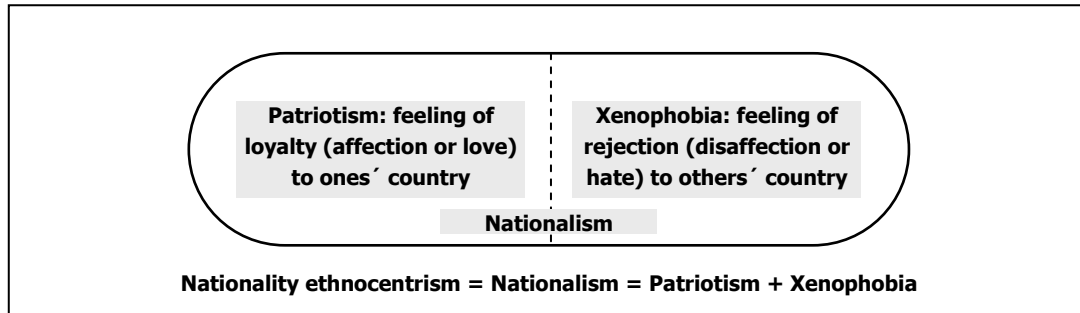 Patriotism: feeling of
loyalty (affection or love)
to ones´ country
Xenophobia: feeling of
rejection (disaffection or
hate) to others´ country
Nationalism
Nationality ethnocentrism = Nationalism = Patriotism + Xenophobia